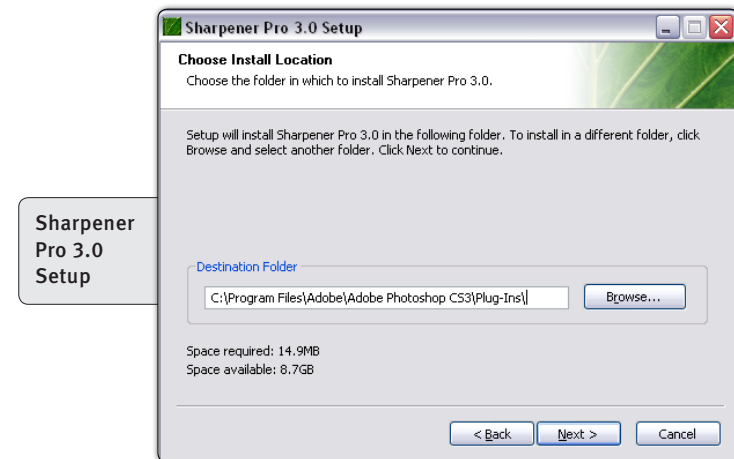 Sharpener Pro 3.0 Setup
Choose Install Location
Choose the folder in which to install Sharpener Pro 3.0.
Setup will install Sharpener Pro 3.0 in the following folder. To install in a different folder, click
Browse and select another folder. Click Next to continue.
Sharpener
Pro 3.0
Setup
Destination Folder
C:\Program Files\Adobe\Adobe Photoshop CS3\Plug-Ins\
Browse...
Space required: 14.9MB
Space available: 8.7GB
< Back Next > Cancel